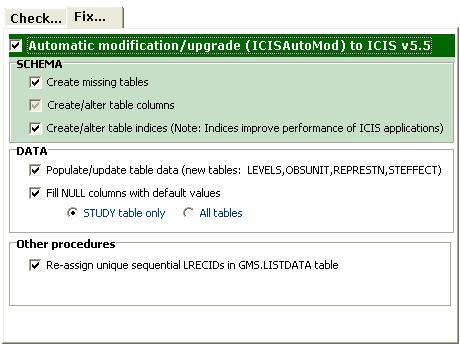 Check... Fix...
Automatic modification/upgrade (ICISAutoMod) to ICIS v5.5
SCHEMA
Create missing tables
Create/alter table columns
Create/alter table indices (Note: Indices improve performance of ICIS applications)
DATA
Populate/update table data (new tables: LEVELS,OBSUNIT,REPRESTN,STEFFECT)
Fill NULL columns with default values
STUDY table only All tables
Other procedures
Re-assign unique sequential LRECIDs in GMS.LISTDATA table